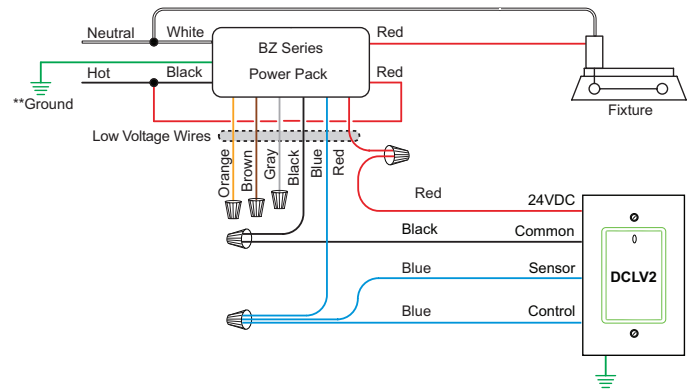 Neutral
White
BZ Series
Power Pack
Red
Hot
Black
Red
**Ground
Fixture
Low Voltage Wires
Orange
Brown
Gray
Black
Blue
Red
Red
24VDC
Black
Common
Blue
Sensor
DCLV2
Blue
Control